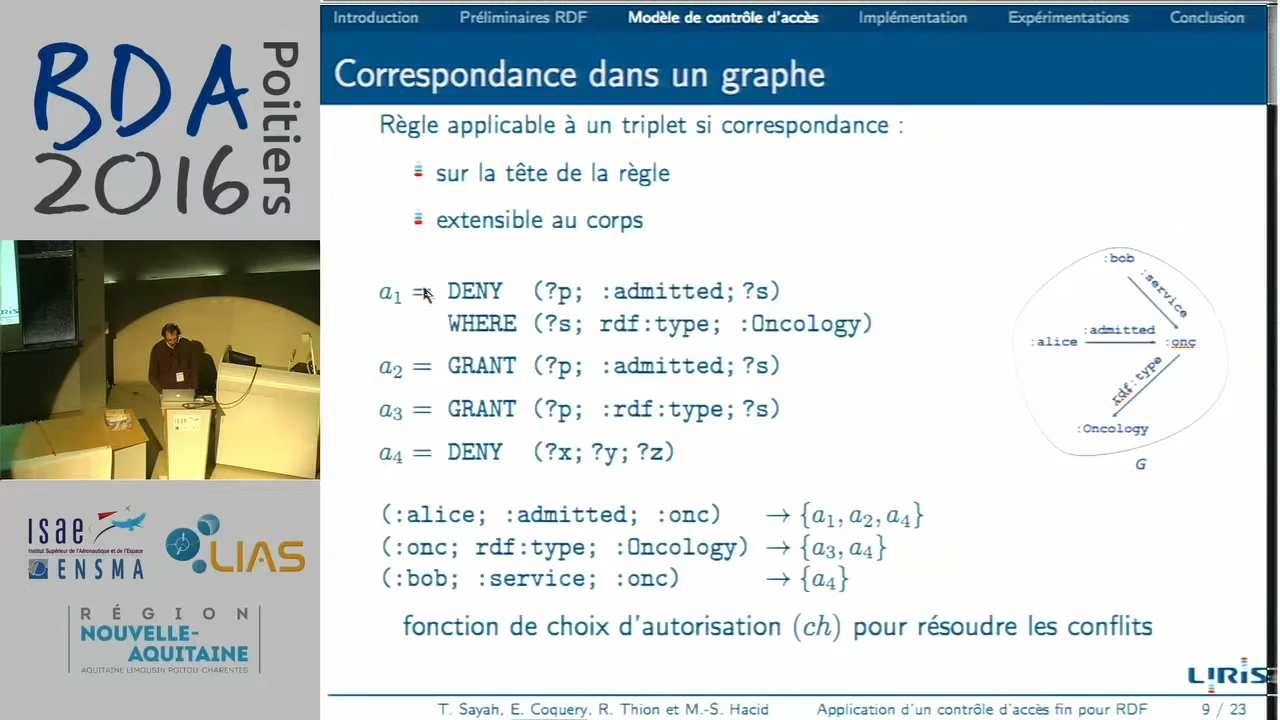 BDA
2016
Poitiers
isae
Institut Supérieur de l'Aéronautique et de l'Espace
ENSMA
LIAS
RÉGION
NOUVELLE-
AQUITAINE
AQUITAINE LIMOUSIN POITOU-CHARENTES
Introduction Préliminaires RDF Modèle de contrôle d'accès Implémentation Expérimentations Conclusion
Correspondance dans un graphe
Règle applicable à un triplet si correspondance :
sur la tête de la règle
extensible au corps
a₁ = DENY (?p; :admitted; ?s)
WHERE (?s; rdf:type; :Oncology)
a₂ = GRANT (?p; :admitted; ?s)
a₃ = GRANT (?p; :rdf:type; ?s)
a₄ = DENY (?x; ?y; ?z)
:bob
:service
:admitted
:alice :onc
rdf:type
:Oncology
G
(:alice; :admitted; :onc) → {a₁, a₂, a₄}
(:onc; rdf:type; :Oncology) → {a₃, a₄}
(:bob; :service; :onc) → {a₄}
fonction de choix d'autorisation (ch) pour résoudre les conflits
LIRIS
T. Sayah, E. Coquery, R. Thion et M.-S. Hacid Application d'un contrôle d'accès fin pour RDF 9 / 23